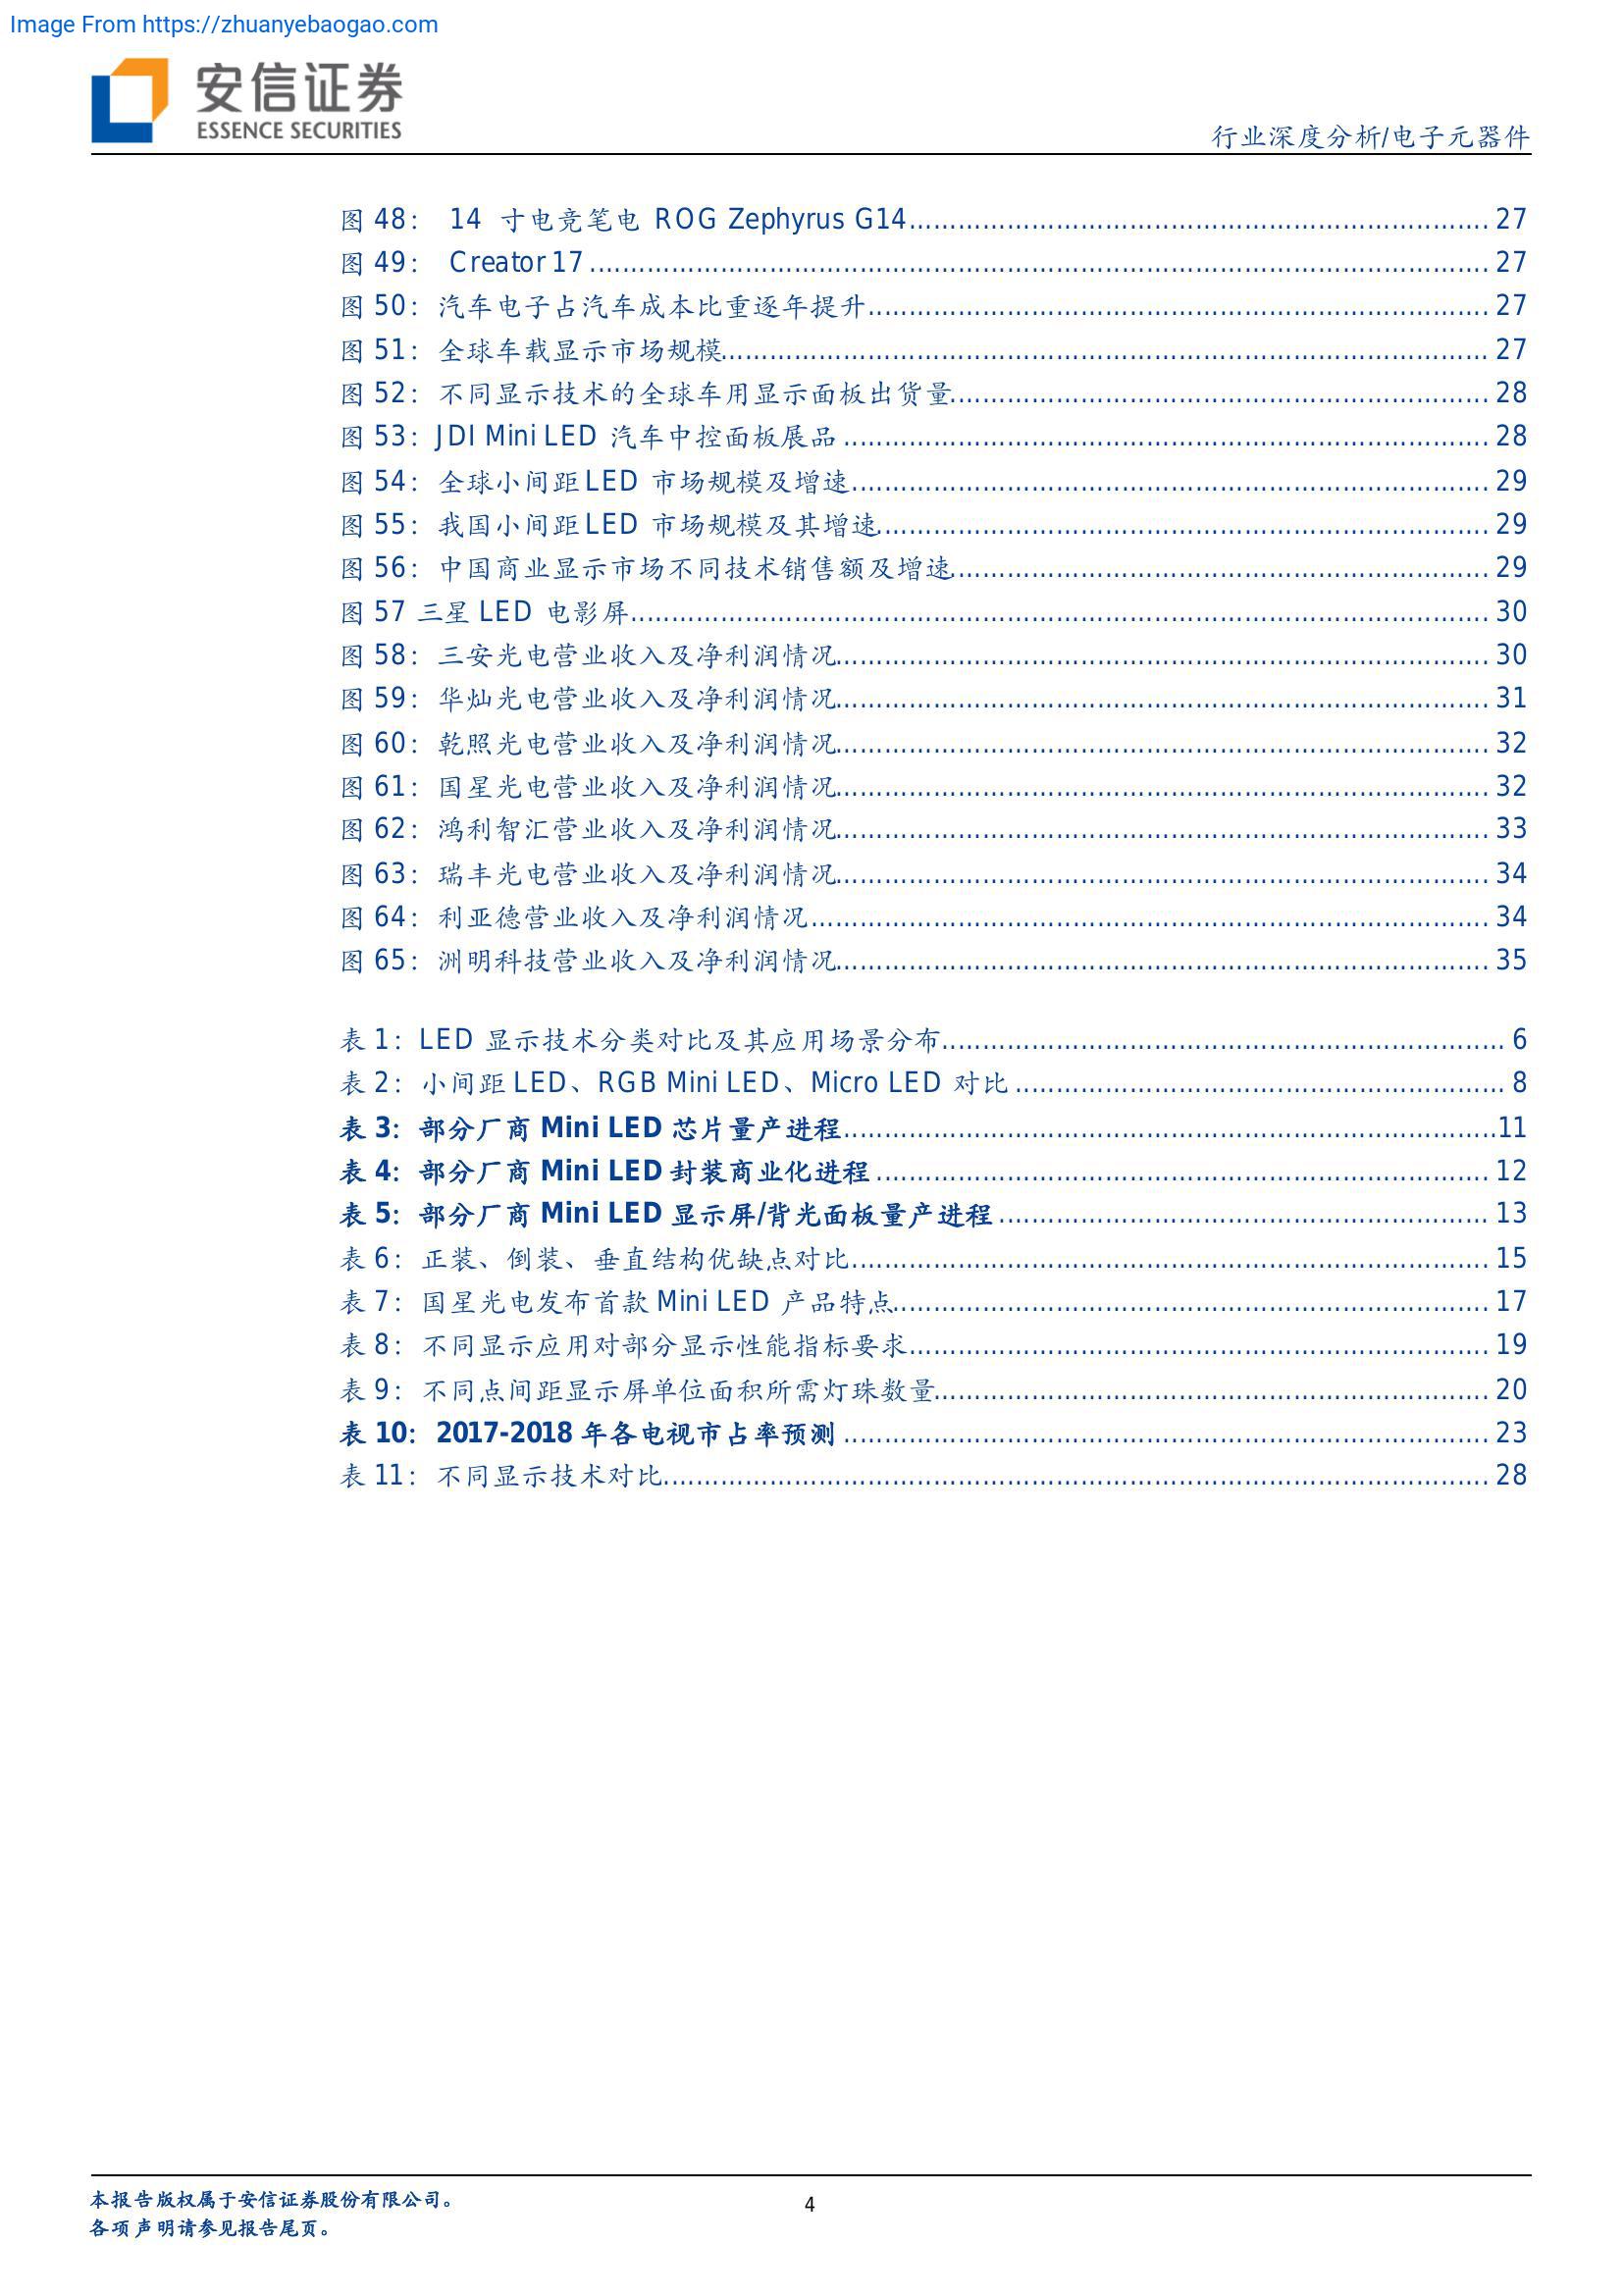 Image From https://zhuanyebaogao.com
安信证券
ESSENCE SECURITIES
行业深度分析/电子元器件
图 48： 14 寸电竞笔电 ROG Zephyrus G14 27
图 49： Creator 17 27
图 50：汽车电子占汽车成本比重逐年提升 27
图 51：全球车载显示市场规模 27
图 52：不同显示技术的全球车用显示面板出货量 28
图 53：JDI Mini LED 汽车中控面板展品 28
图 54：全球小间距 LED 市场规模及增速 29
图 55：我国小间距 LED 市场规模及其增速 29
图 56：中国商业显示市场不同技术销售额及增速 29
图 57 三星 LED 电影屏 30
图 58：三安光电营业收入及净利润情况 30
图 59：华灿光电营业收入及净利润情况 31
图 60：乾照光电营业收入及净利润情况 32
图 61：国星光电营业收入及净利润情况 32
图 62：鸿利智汇营业收入及净利润情况 33
图 63：瑞丰光电营业收入及净利润情况 34
图 64：利亚德营业收入及净利润情况 34
图 65：洲明科技营业收入及净利润情况 35
表 1：LED 显示技术分类对比及其应用场景分布 6
表 2：小间距 LED、RGB Mini LED、Micro LED 对比 8
表 3：部分厂商 Mini LED 芯片量产进程 11
表 4：部分厂商 Mini LED 封装商业化进程 12
表 5：部分厂商 Mini LED 显示屏/背光面板量产进程 13
表 6：正装、倒装、垂直结构优缺点对比 15
表 7：国星光电发布首款 Mini LED 产品特点 17
表 8：不同显示应用对部分显示性能指标要求 19
表 9：不同点间距显示屏单位面积所需灯珠数量 20
表 10：2017-2018 年各电视市占率预测 23
表 11：不同显示技术对比 28
本报告版权属于安信证券股份有限公司。
各项声明请参见报告尾页。
4